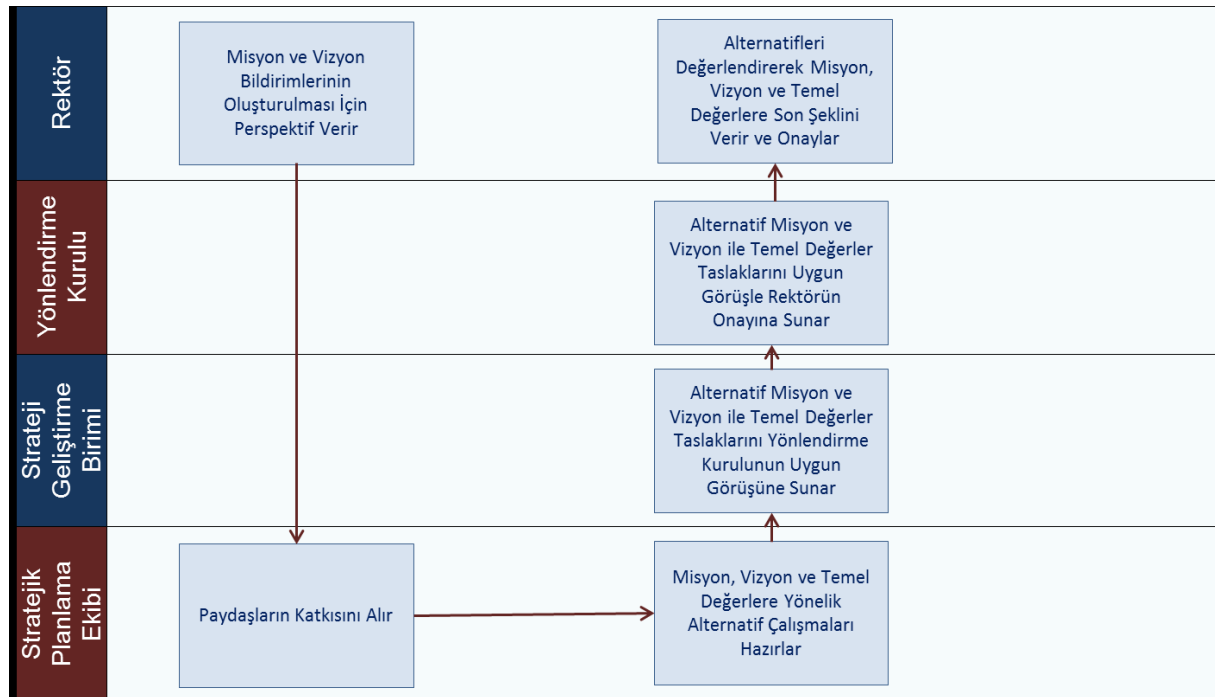 Rektör
Misyon ve Vizyon
Bildirimlerinin
Oluşturulması İçin
Perspektif Verir
Alternatifleri
Değerlendirerek Misyon,
Vizyon ve Temel
Değerlere Son Şeklini
Verir ve Onaylar
Yönlendirme
Kurulu
Alternatif Misyon ve
Vizyon ile Temel Değerler
Taslaklarını Uygun
Görüşle Rektörün
Onayına Sunar
Strateji
Geliştirme
Birimi
Alternatif Misyon ve
Vizyon ile Temel Değerler
Taslaklarını Yönlendirme
Kurulunun Uygun
Görüşüne Sunar
Stratejik
Planlama
Ekibi
Paydaşların Katkısını Alır
Misyon, Vizyon ve Temel
Değerlere Yönelik
Alternatif Çalışmaları
Hazırlar